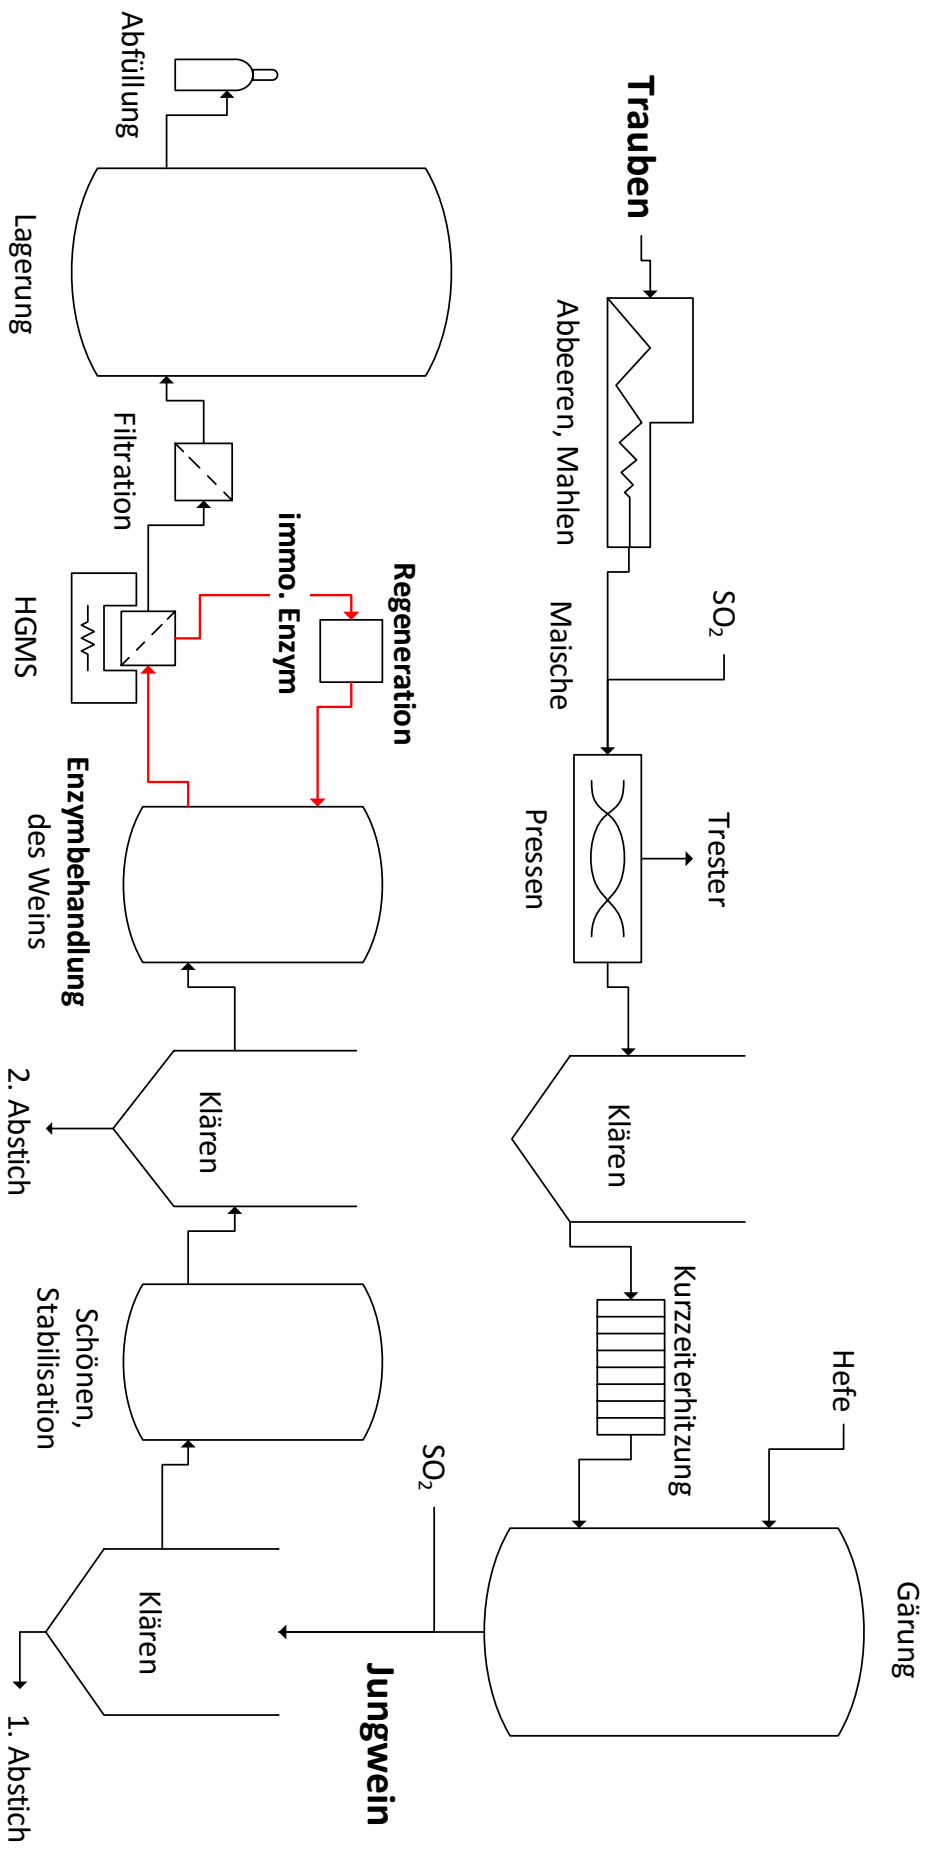 Trauben
Abbeeren, Mahlen
SO2
Maische
Trester
Pressen
Klären
Kurzzeiterhitzung
Hefe
Gärung
SO2
Jungwein
Klären
1. Abstich
Schönen,
Stabilisation
Klären
2. Abstich
Enzymbehandlung
des Weins
Regeneration
immo. Enzym
HGMS
Filtration
Lagerung
Abfüllung